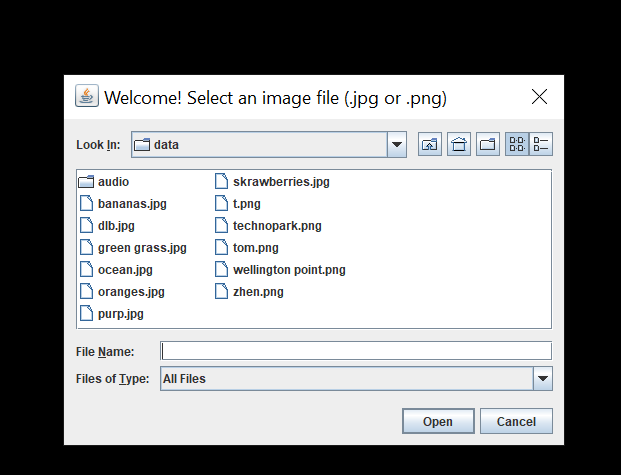 Welcome! Select an image file (.jpg or .png)
Look In: data
audio
bananas.jpg
dlb.jpg
green grass.jpg
ocean.jpg
oranges.jpg
purp.jpg
skrawberries.jpg
t.png
technopark.png
tom.png
wellington point.png
zhen.png
File Name:
Files of Type: All Files
Open Cancel